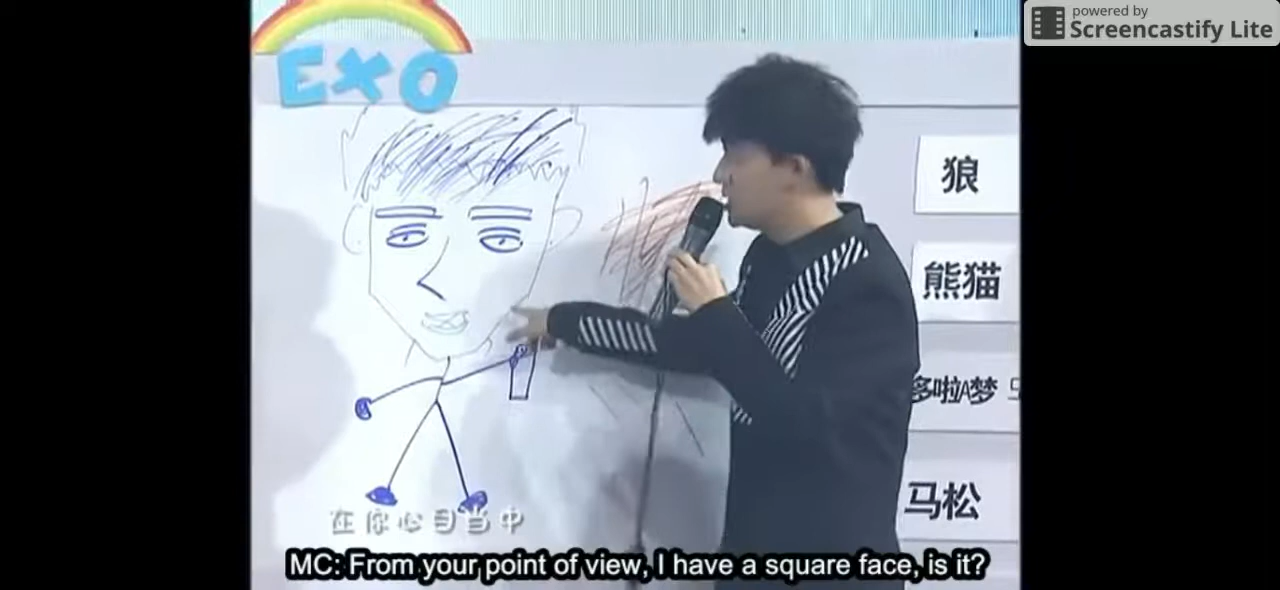 powered by
Screencastify Lite
EXO
狼
熊猫
多啦A梦
马松
在你心目当中
MC: From your point of view, I have a square face, is it?